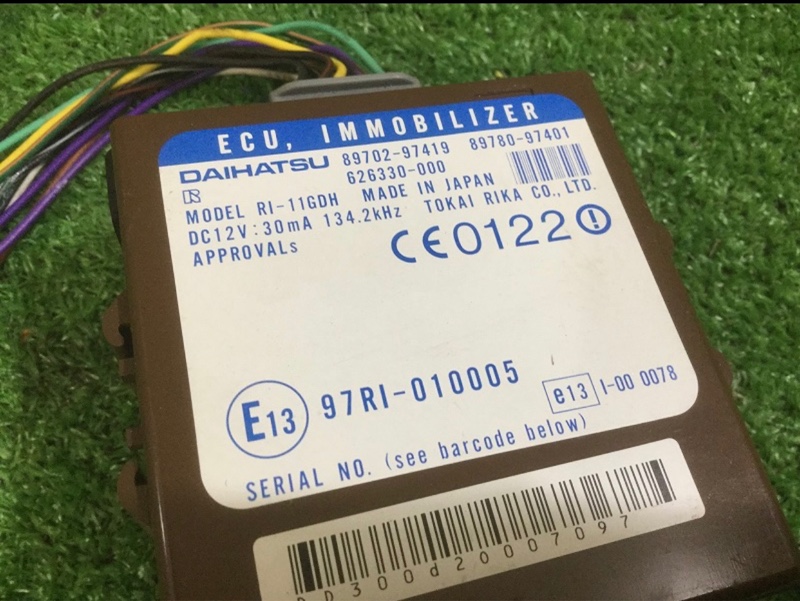 ECU, IMMOBILIZER
DAIHATSU 89702-97419 89780-97401
626330-000
R
MODEL RI-11GDH MADE IN JAPAN
DC12V:30mA 134.2kHz TOKAI RIKA CO., LTD.
APPROVALs
CE0122
E13 97RI-010005 e13 I-00 0078
SERIAL NO. (see barcode below)
300d20007097